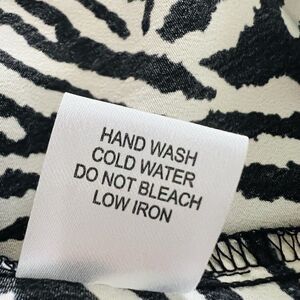 HAND WASH
COLD WATER
DO NOT BLEACH
LOW IRON